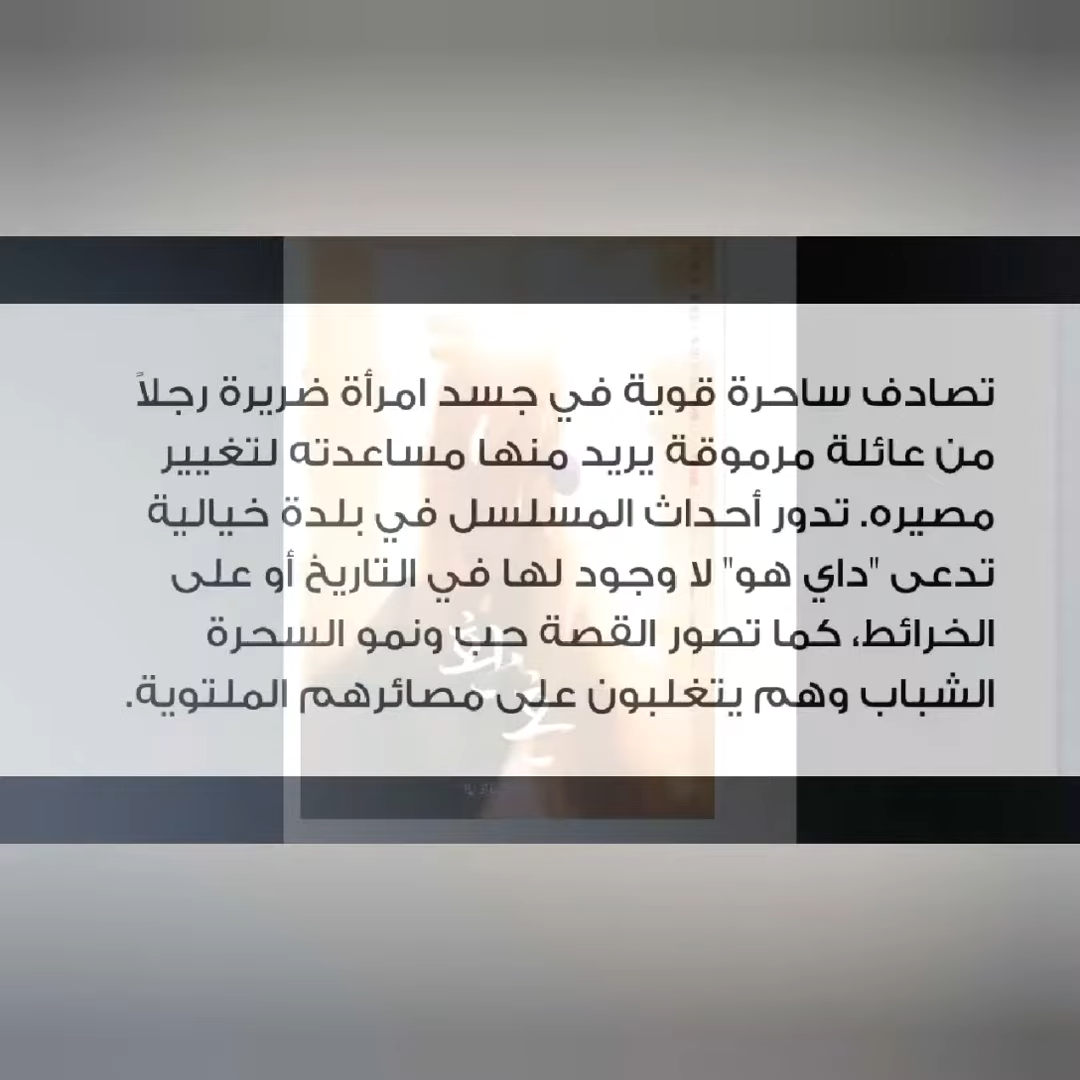 تصادف ساحرة قوية في جسد امرأة ضريرة رجلاً
من عائلة مرموقة يريد منها مساعدته لتغيير
مصيره. تدور أحداث المسلسل في بلدة خيالية
تدعى "داي هو" لا وجود لها في التاريخ أو على
الخرائط، كما تصور القصة حب ونمو السحرة
الشباب وهم يتغلبون على مصائرهم الملتوية.
환혼